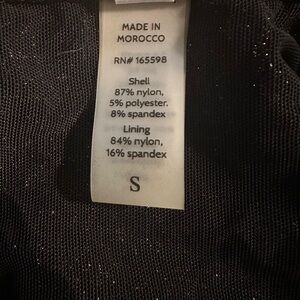 MADE IN
MOROCCO
RN# 165598
Shell
87% nylon,
5% polyester.
8% spandex
Lining
84% nylon,
16% spandex
S